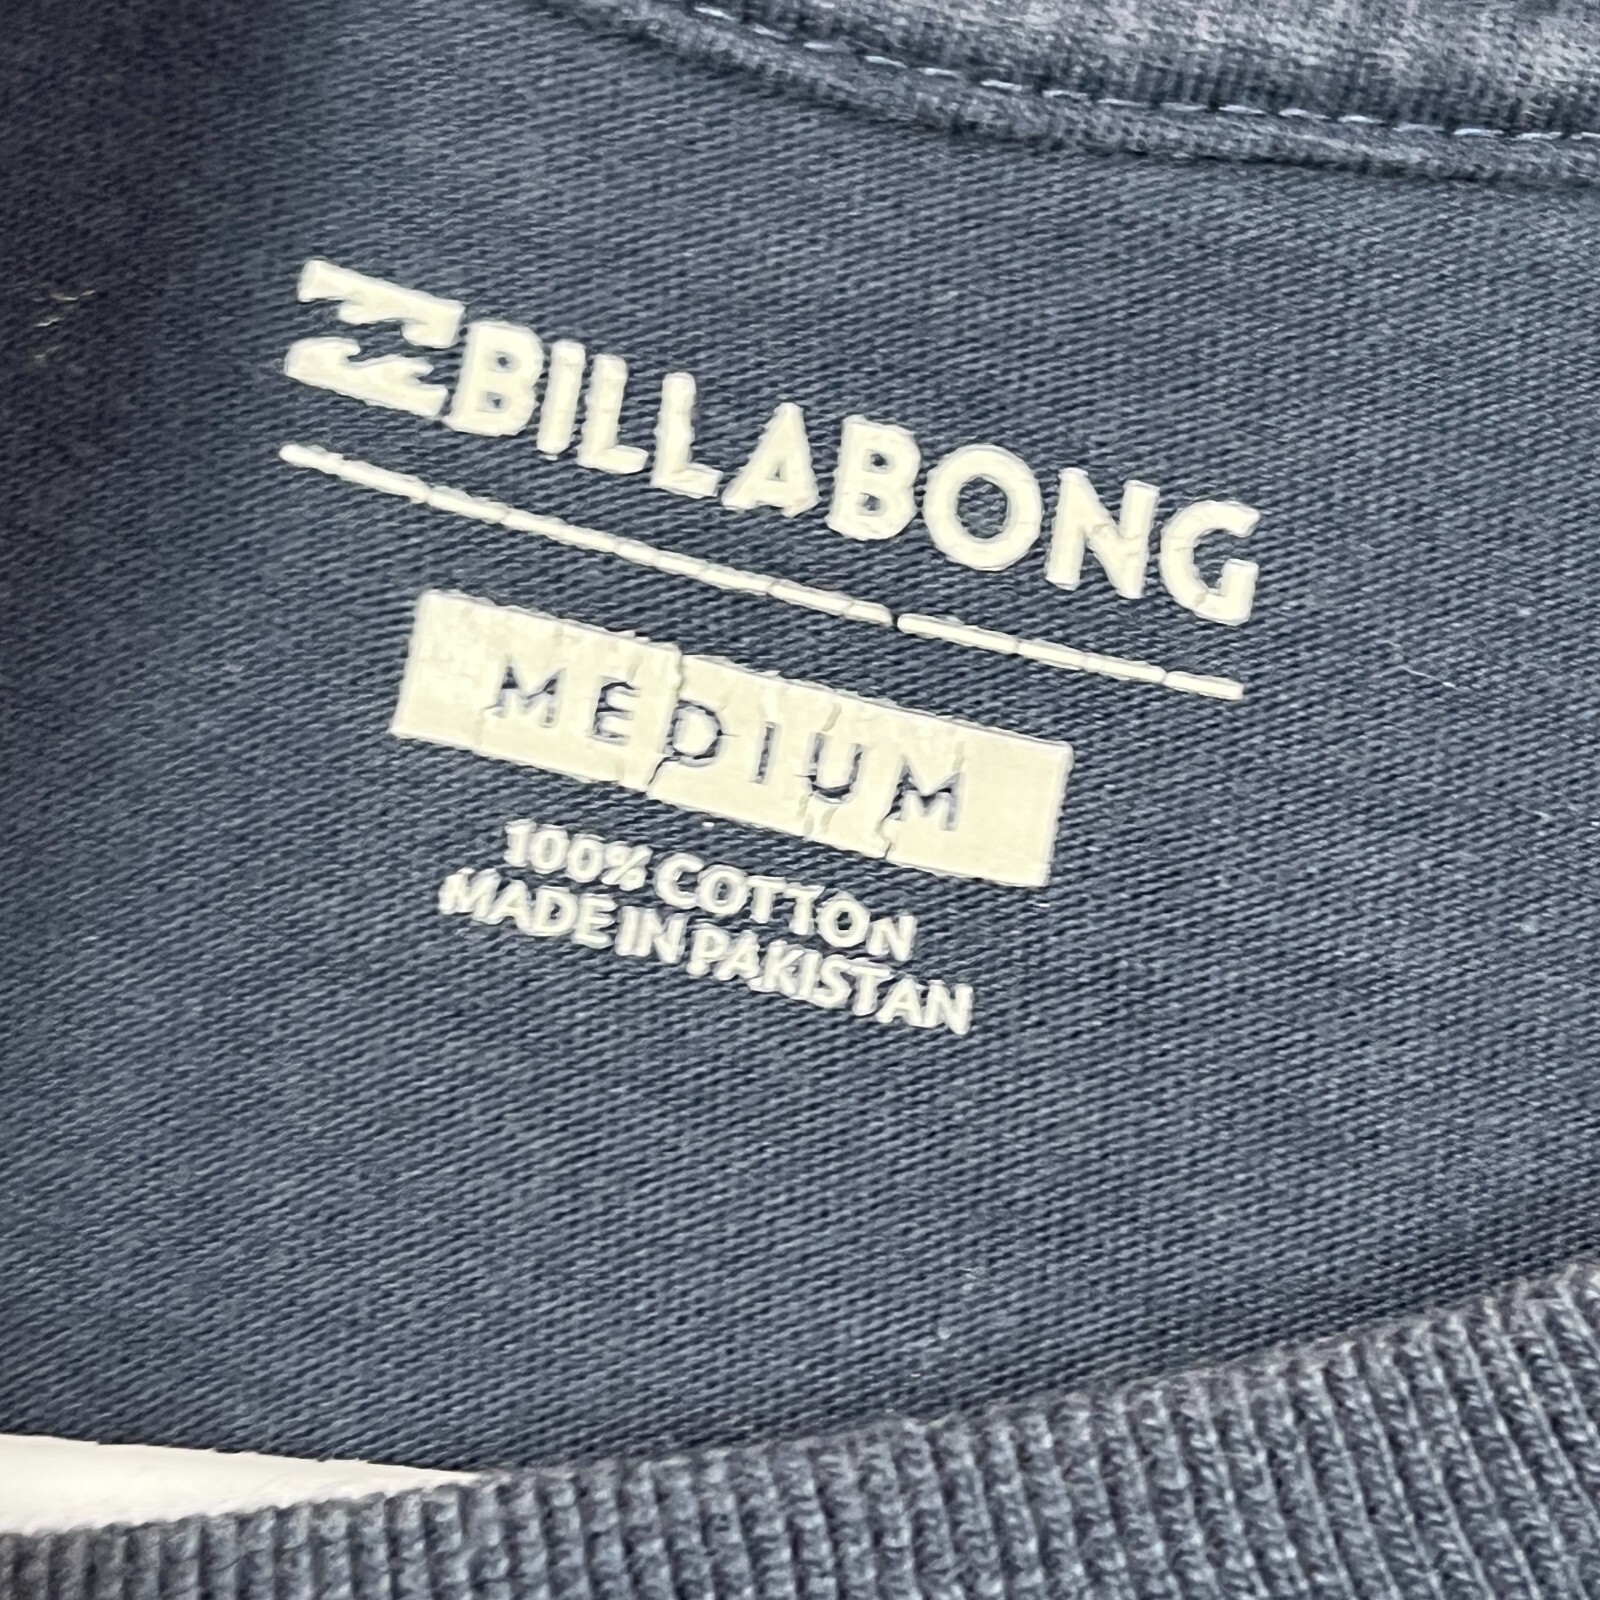 BILLABONG
MEDIUM
100% COTTON
MADE IN PAKISTAN